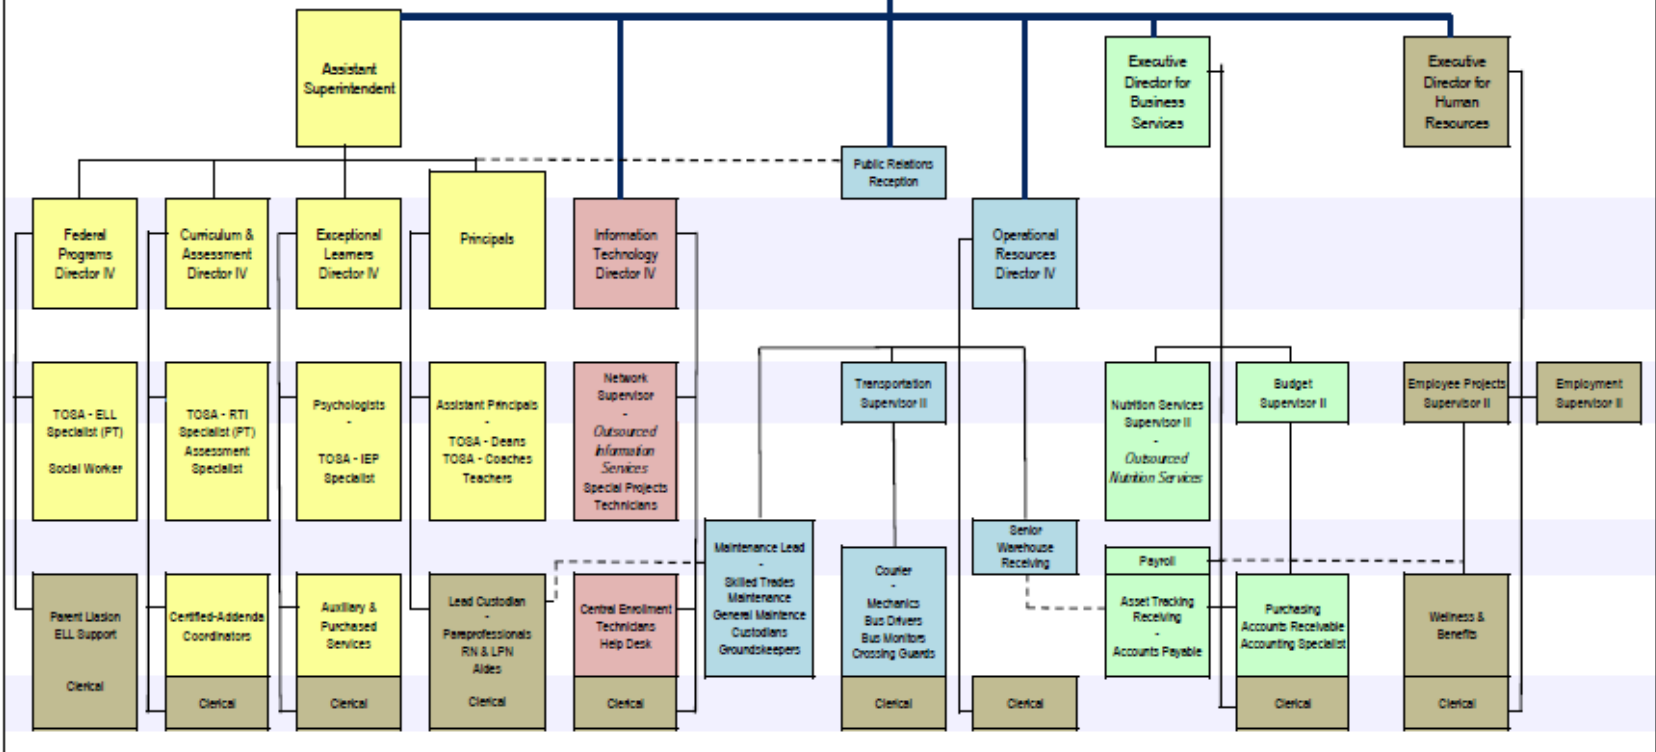 Assistant
Superintendent
Executive
Director for
Business
Services
Executive
Director for
Human
Resources
Public Relations
Reception
Federal
Programs
Director IV
Curriculum &
Assessment
Director IV
Exceptional
Learners
Director IV
Principals
Information
Technology
Director IV
Operational
Resources
Director IV
TOSA - ELL
Specialist (PT)
Social Worker
TOSA - RTI
Specialist (PT)
Assessment
Specialist
Psychologists
-
TOSA - IEP
Specialist
Assistant Principals
-
TOSA - Deans
TOSA - Coaches
Teachers
Network
Supervisor
-
Outsourced
Information
Services
Special Projects
Technicians
Transportation
Supervisor II
Nutrition Services
Supervisor II
-
Outsourced
Nutrition Services
Budget
Supervisor II
Employee Projects
Supervisor II
Employment
Supervisor II
Maintenance Lead
-
Skilled Trades
Maintenance
General Maintence
Custodians
Groundskeepers
Senior
Warehouse
Receiving
Courier
-
Mechanics
Bus Drivers
Bus Monitors
Crossing Guards
Payroll
Asset Tracking
Receiving
-
Accounts Payable
Purchasing
Accounts Receivable
Accounting Specialist
Wellness &
Benefits
Parent Liasion
ELL Support
Clerical
Certified-Addenda
Coordinators
Auxiliary &
Purchased
Services
Lead Custodian
-
Paraprofessionals
RN & LPN
Aides
Clerical
Central Enrollment
Technicians
Help Desk
Clerical
Clerical
Clerical
Clerical
Clerical
Clerical
Clerical